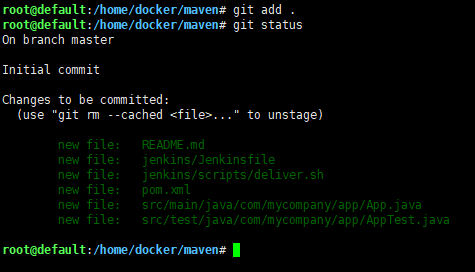 root@default:/home/docker/maven# git add .
root@default:/home/docker/maven# git status
On branch master
Initial commit
Changes to be committed:
  (use "git rm --cached <file>..." to unstage)
        new file:   README.md
        new file:   jenkins/Jenkinsfile
        new file:   jenkins/scripts/deliver.sh
        new file:   pom.xml
        new file:   src/main/java/com/mycompany/app/App.java
        new file:   src/test/java/com/mycompany/app/AppTest.java
root@default:/home/docker/maven#